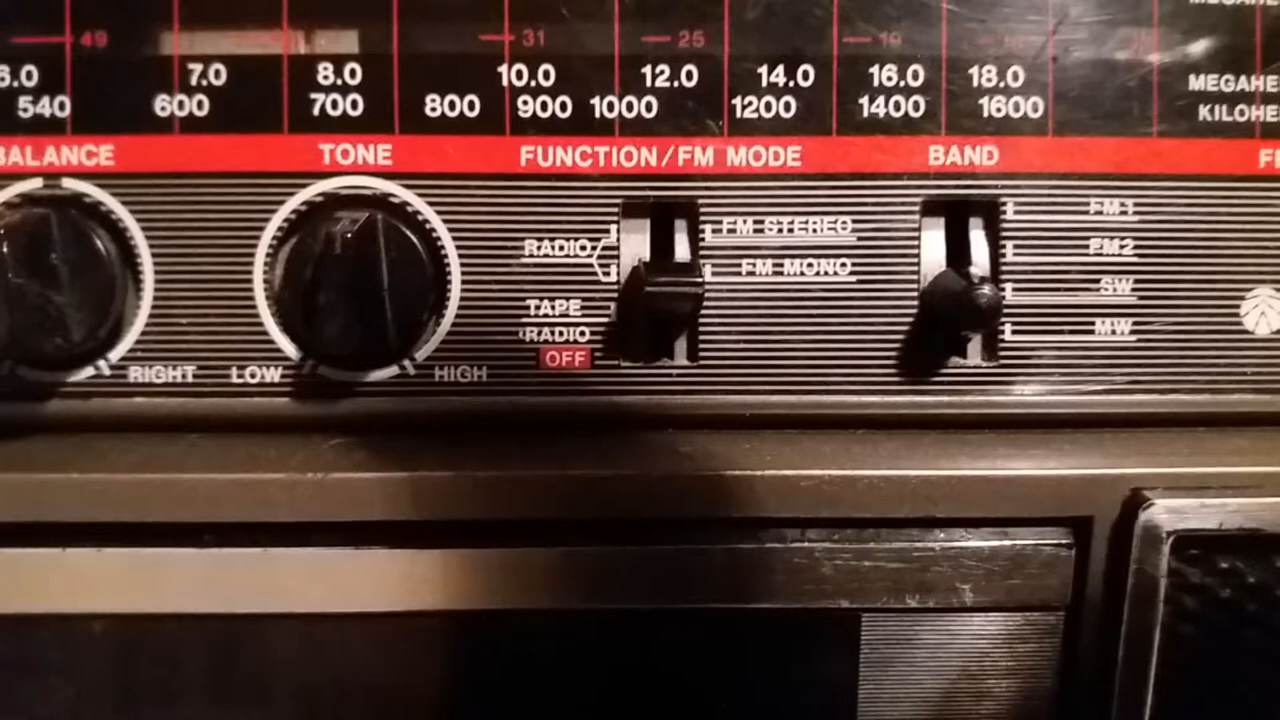 49 31 25 19
6.0 7.0 8.0 10.0 12.0 14.0 16.0 18.0 MEGAHE
540 600 700 800 900 1000 1200 1400 1600 KILOHE
BALANCE TONE FUNCTION/FM MODE BAND
RADIO FM STEREO
FM MONO
TAPE
RADIO
OFF
FM1
FM2
SW
MW
RIGHT LOW HIGH